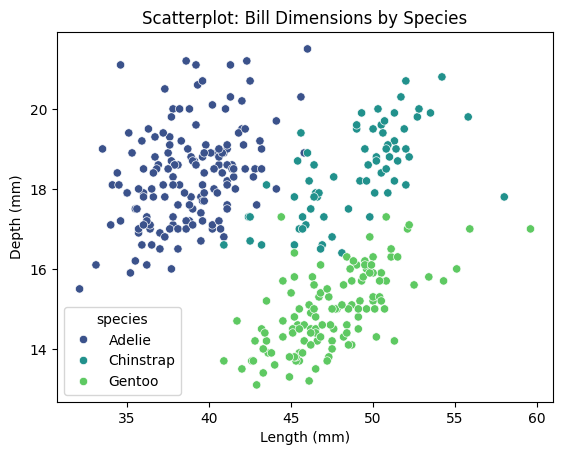 Scatterplot: Bill Dimensions by Species
Depth (mm)
20
18
16
14
species
Adelie
Chinstrap
Gentoo
35
40
45
50
55
60
Length (mm)